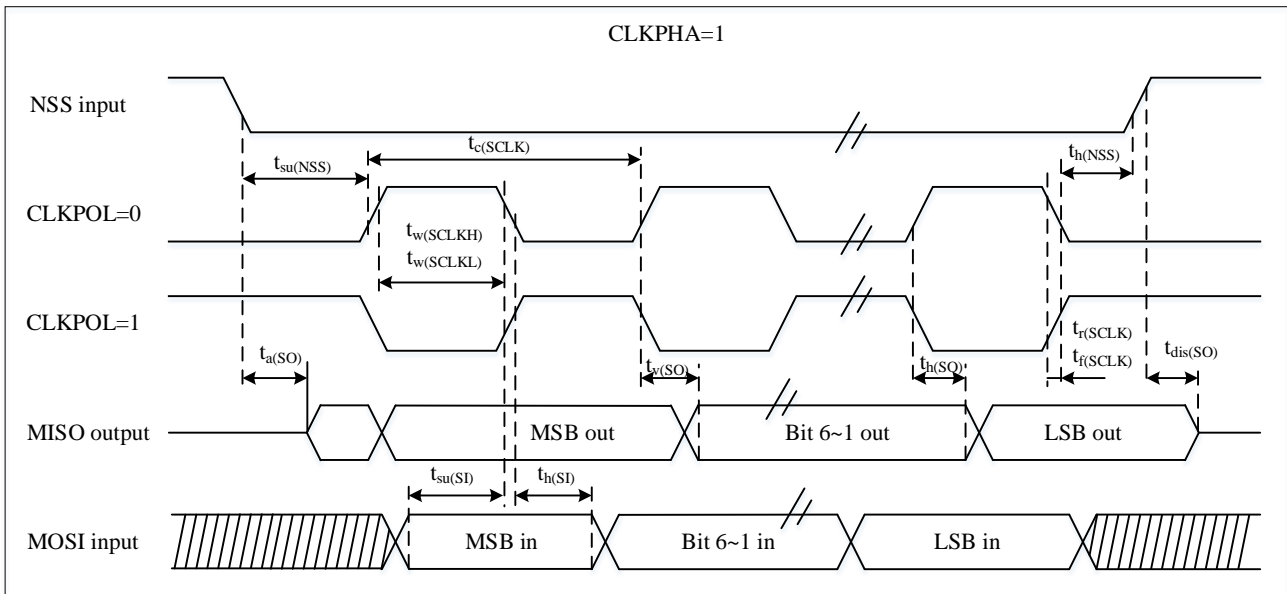 CLKPHA=1
NSS input
tc(SCLK)
tsu(NSS)
th(NSS)
CLKPOL=0
tw(SCLKH)
tw(SCLKL)
CLKPOL=1
tr(SCLK)
tf(SCLK)
ta(SO)
tv(SO)
th(SO)
tdis(SO)
MISO output
MSB out
Bit 6~1 out
LSB out
tsu(SI)
th(SI)
MOSI input
MSB in
Bit 6~1 in
LSB in